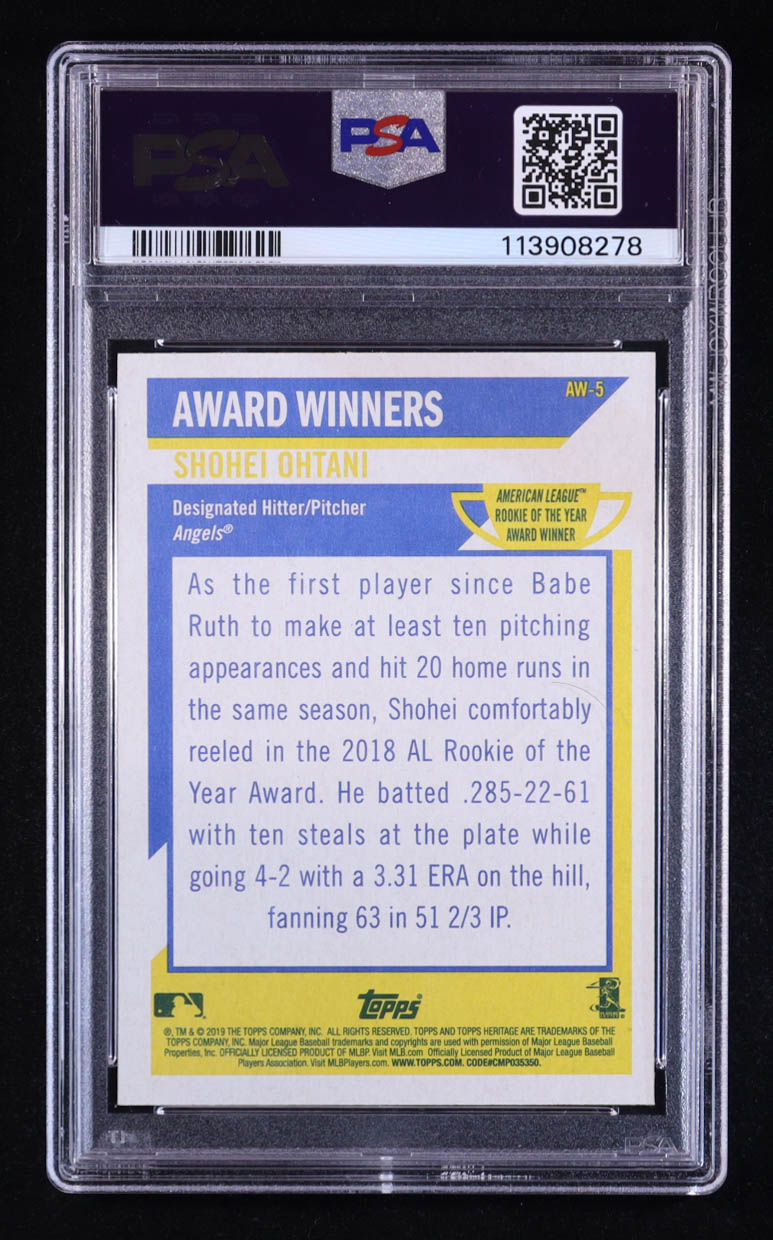 PSA
PSA
113908278
AW-5
AWARD WINNERS
SHOHEI OHTANI
Designated Hitter/Pitcher
Angels®
AMERICAN LEAGUE™
ROOKIE OF THE YEAR
AWARD WINNER
As the first player since Babe
Ruth to make at least ten pitching
appearances and hit 20 home runs in
the same season, Shohei comfortably
reeled in the 2018 AL Rookie of the
Year Award. He batted .285-22-61
with ten steals at the plate while
going 4-2 with a 3.31 ERA on the hill,
fanning 63 in 51 2/3 IP.
Topps®
®, TM & © 2019 THE TOPPS COMPANY, INC. ALL RIGHTS RESERVED. TOPPS AND TOPPS HERITAGE ARE TRADEMARKS OF THE
TOPPS COMPANY, INC. Major League Baseball trademarks and copyrights are used with permission of Major League Baseball
Properties, Inc. OFFICIALLY LICENSED PRODUCT OF MLBP. Visit MLB.com Officially Licensed Product of Major League Baseball
Players Association. Visit MLBPlayers.com. WWW.TOPPS.COM. CODE#CMP035350.
PSA